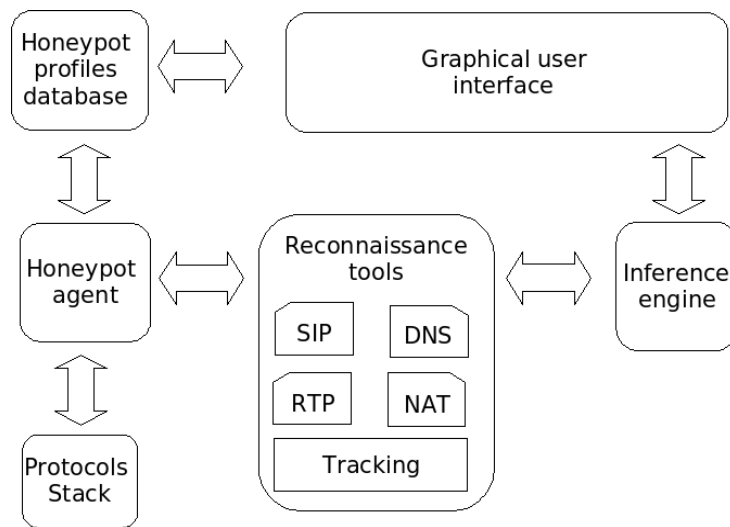 Honeypot
profiles
database
Graphical user
interface
Honeypot
agent
Reconnaissance
tools
SIP
DNS
RTP
NAT
Tracking
Inference
engine
Protocols
Stack